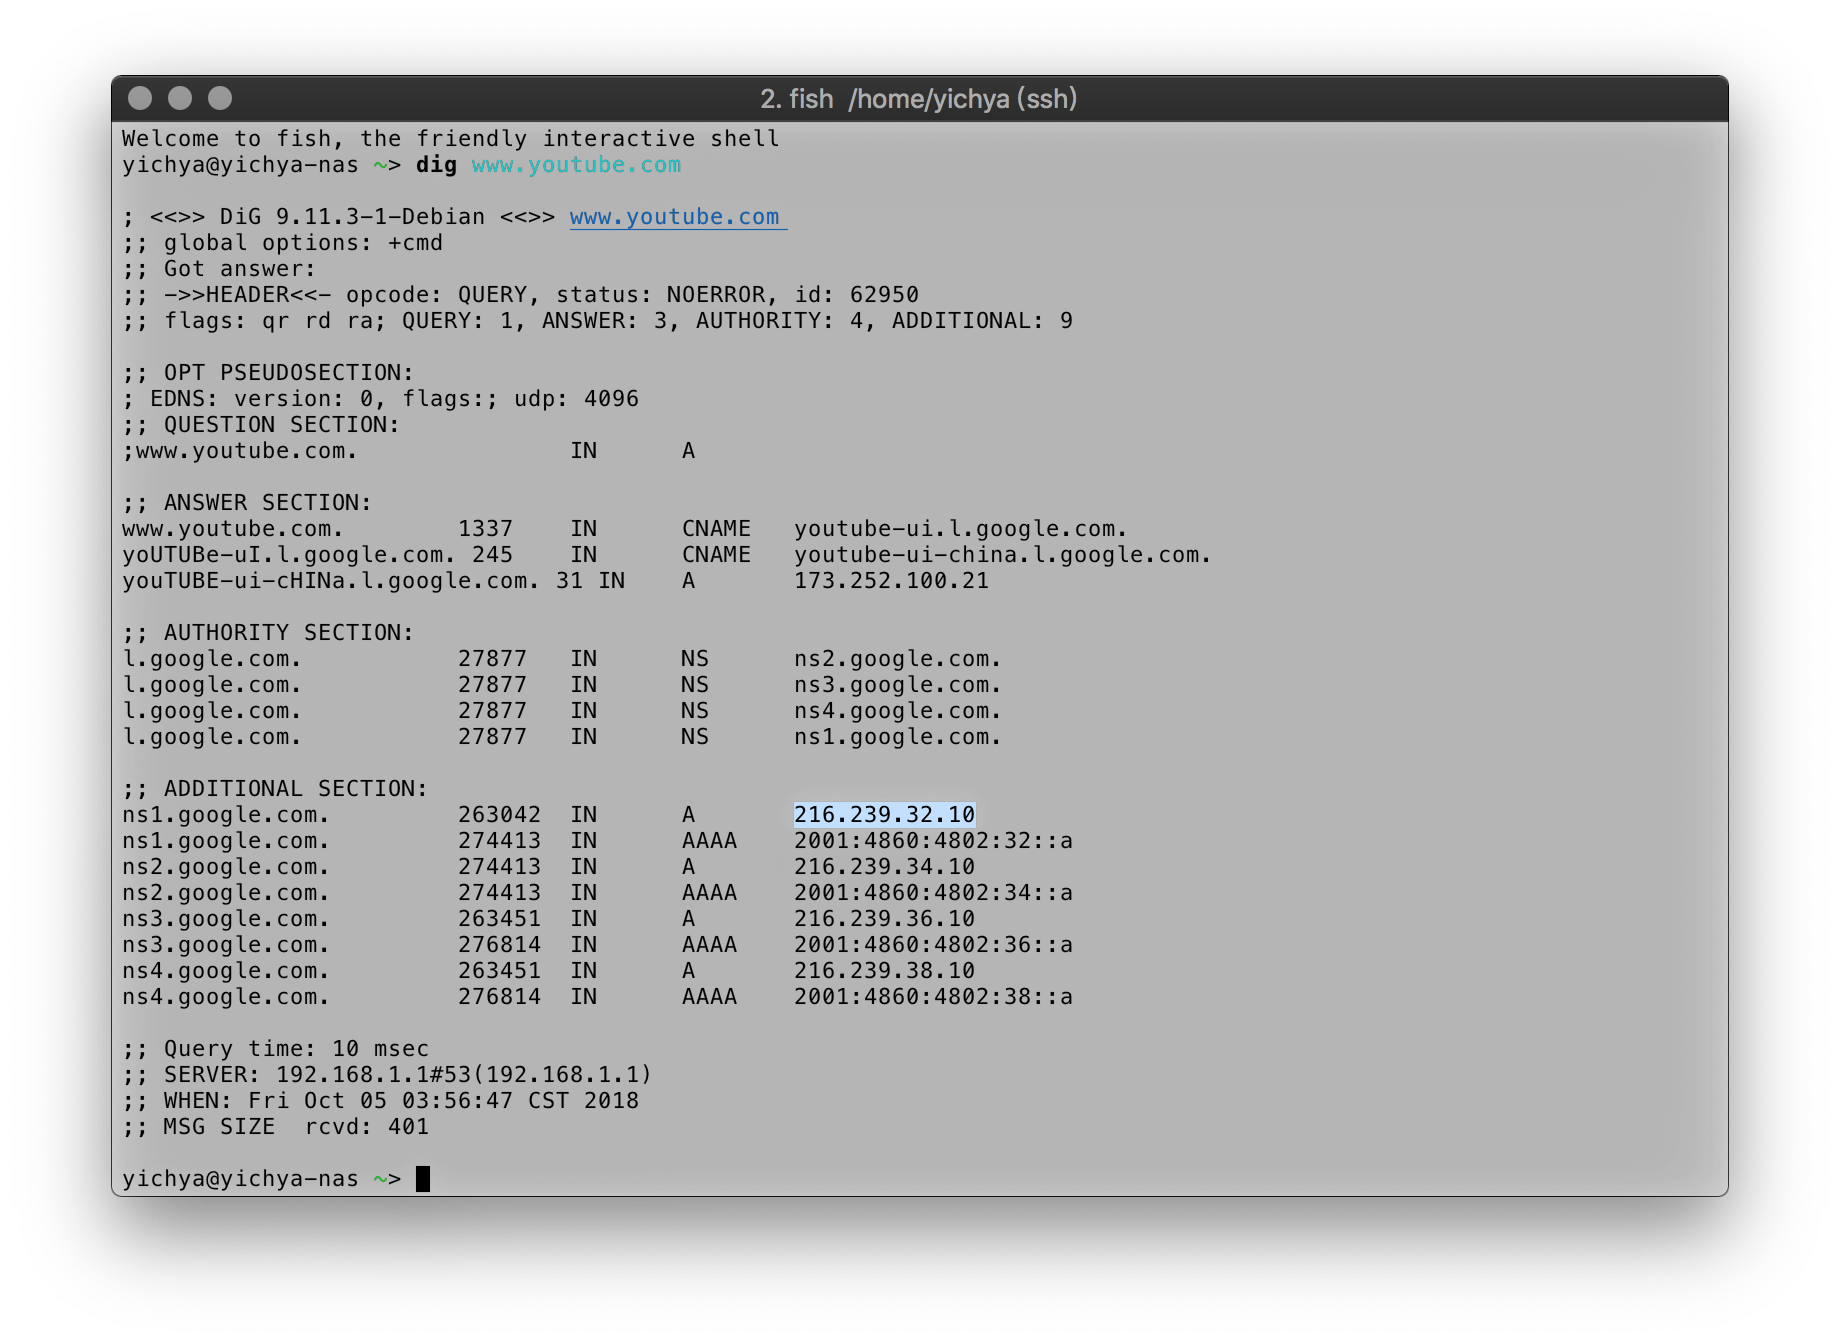 2. fish  /home/yichya (ssh)
Welcome to fish, the friendly interactive shell
yichya@yichya-nas ~> dig www.youtube.com
; <<>> DiG 9.11.3-1-Debian <<>> www.youtube.com
;; global options: +cmd
;; Got answer:
;; ->>HEADER<<- opcode: QUERY, status: NOERROR, id: 62950
;; flags: qr rd ra; QUERY: 1, ANSWER: 3, AUTHORITY: 4, ADDITIONAL: 9
;; OPT PSEUDOSECTION:
; EDNS: version: 0, flags:; udp: 4096
;; QUESTION SECTION:
;www.youtube.com.               IN      A
;; ANSWER SECTION:
www.youtube.com.        1337    IN      CNAME   youtube-ui.l.google.com.
yoUTUBe-uI.l.google.com. 245    IN      CNAME   youtube-ui-china.l.google.com.
youTUBE-ui-cHINa.l.google.com. 31 IN    A       173.252.100.21
;; AUTHORITY SECTION:
l.google.com.           27877   IN      NS      ns2.google.com.
l.google.com.           27877   IN      NS      ns3.google.com.
l.google.com.           27877   IN      NS      ns4.google.com.
l.google.com.           27877   IN      NS      ns1.google.com.
;; ADDITIONAL SECTION:
ns1.google.com.         263042  IN      A       216.239.32.10
ns1.google.com.         274413  IN      AAAA    2001:4860:4802:32::a
ns2.google.com.         274413  IN      A       216.239.34.10
ns2.google.com.         274413  IN      AAAA    2001:4860:4802:34::a
ns3.google.com.         263451  IN      A       216.239.36.10
ns3.google.com.         276814  IN      AAAA    2001:4860:4802:36::a
ns4.google.com.         263451  IN      A       216.239.38.10
ns4.google.com.         276814  IN      AAAA    2001:4860:4802:38::a
;; Query time: 10 msec
;; SERVER: 192.168.1.1#53(192.168.1.1)
;; WHEN: Fri Oct 05 03:56:47 CST 2018
;; MSG SIZE  rcvd: 401
yichya@yichya-nas ~>